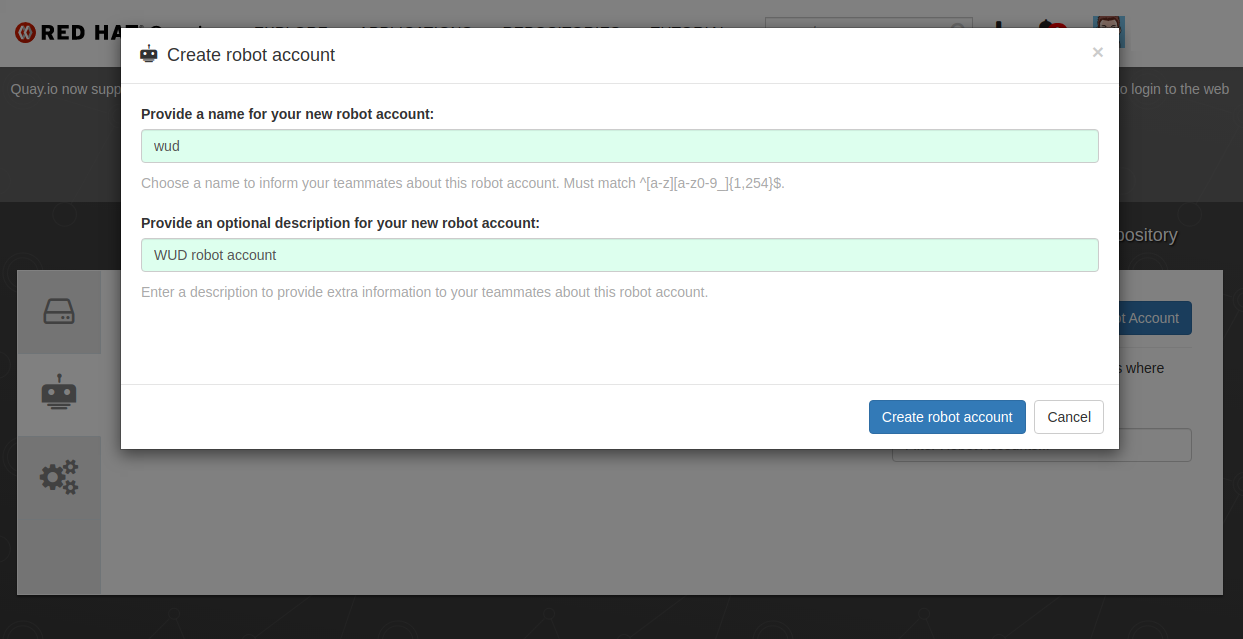 RED HAT
Create robot account
×
Quay.io now supp
o login to the web
Provide a name for your new robot account:
wud
Choose a name to inform your teammates about this robot account. Must match ^[a-z][a-z0-9_]{1,254}$.
Provide an optional description for your new robot account:
pository
WUD robot account
Enter a description to provide extra information to your teammates about this robot account.
t Account
s where
Create robot account
Cancel